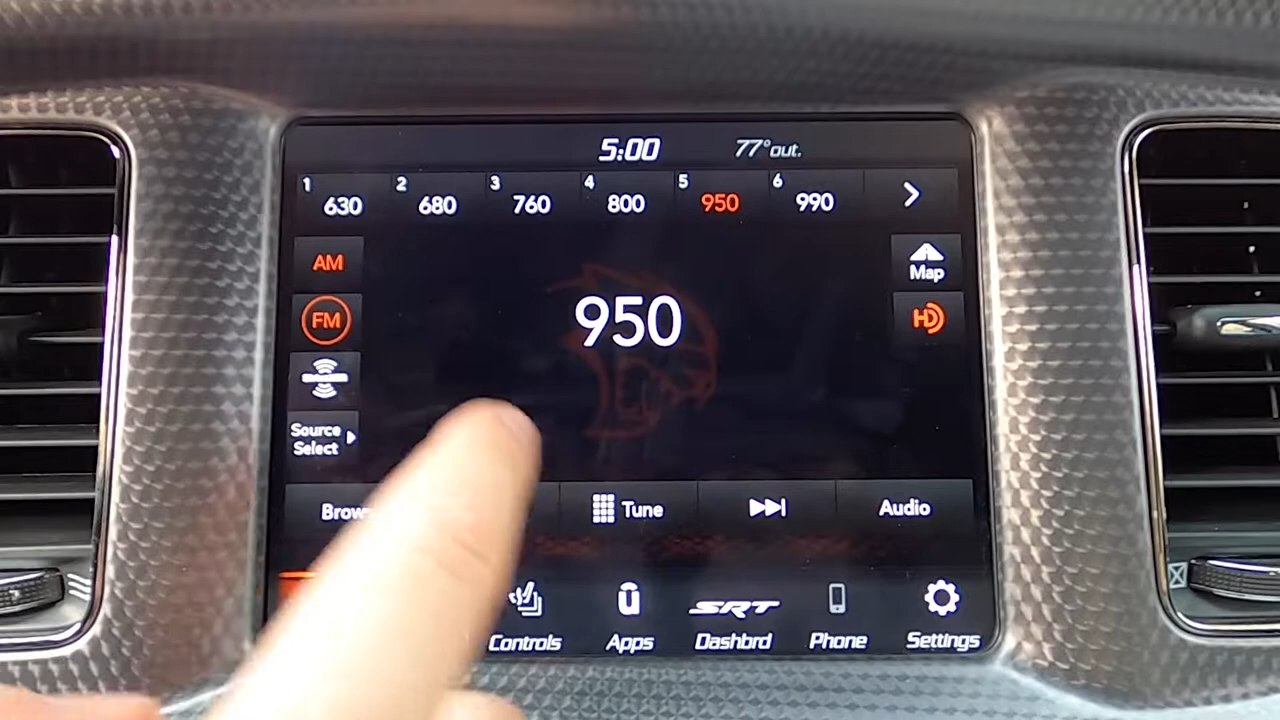 5:00 77°out.
1 2 3 4 5 6
630 680 760 800 950 990
AM
Map
950
FM
HD
Source
Select
Brow
Tune
Audio
Controls
Apps
SRT
Dashbrd
Phone
Settings